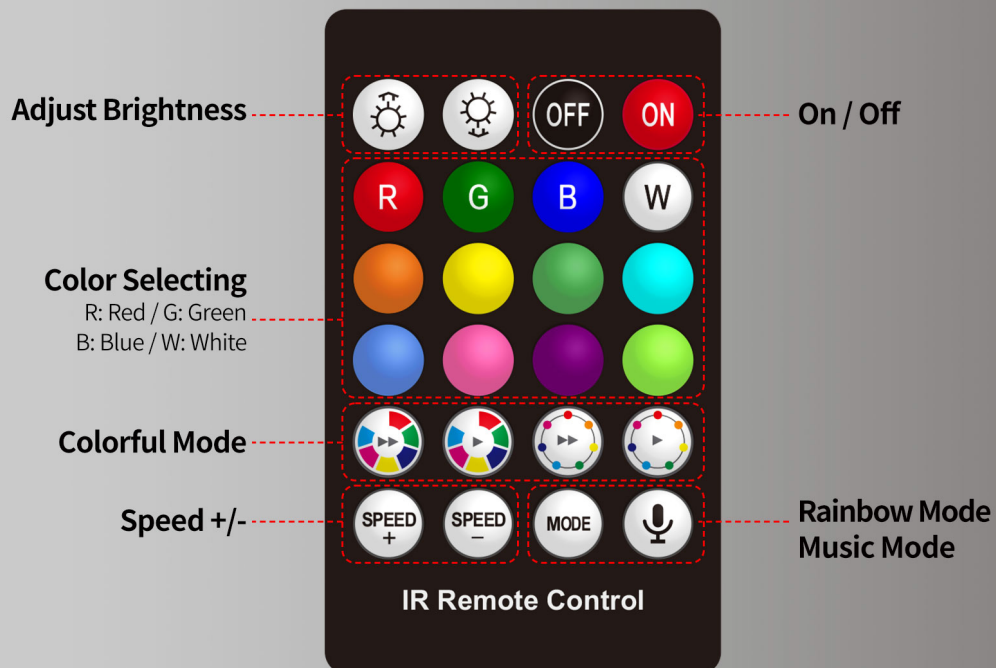 Adjust Brightness
OFF
ON
On / Off
R
G
B
W
Color Selecting
R: Red / G: Green
B: Blue / W: White
Colorful Mode
Speed +/-
SPEED
+
SPEED
–
MODE
Rainbow Mode
Music Mode
IR Remote Control